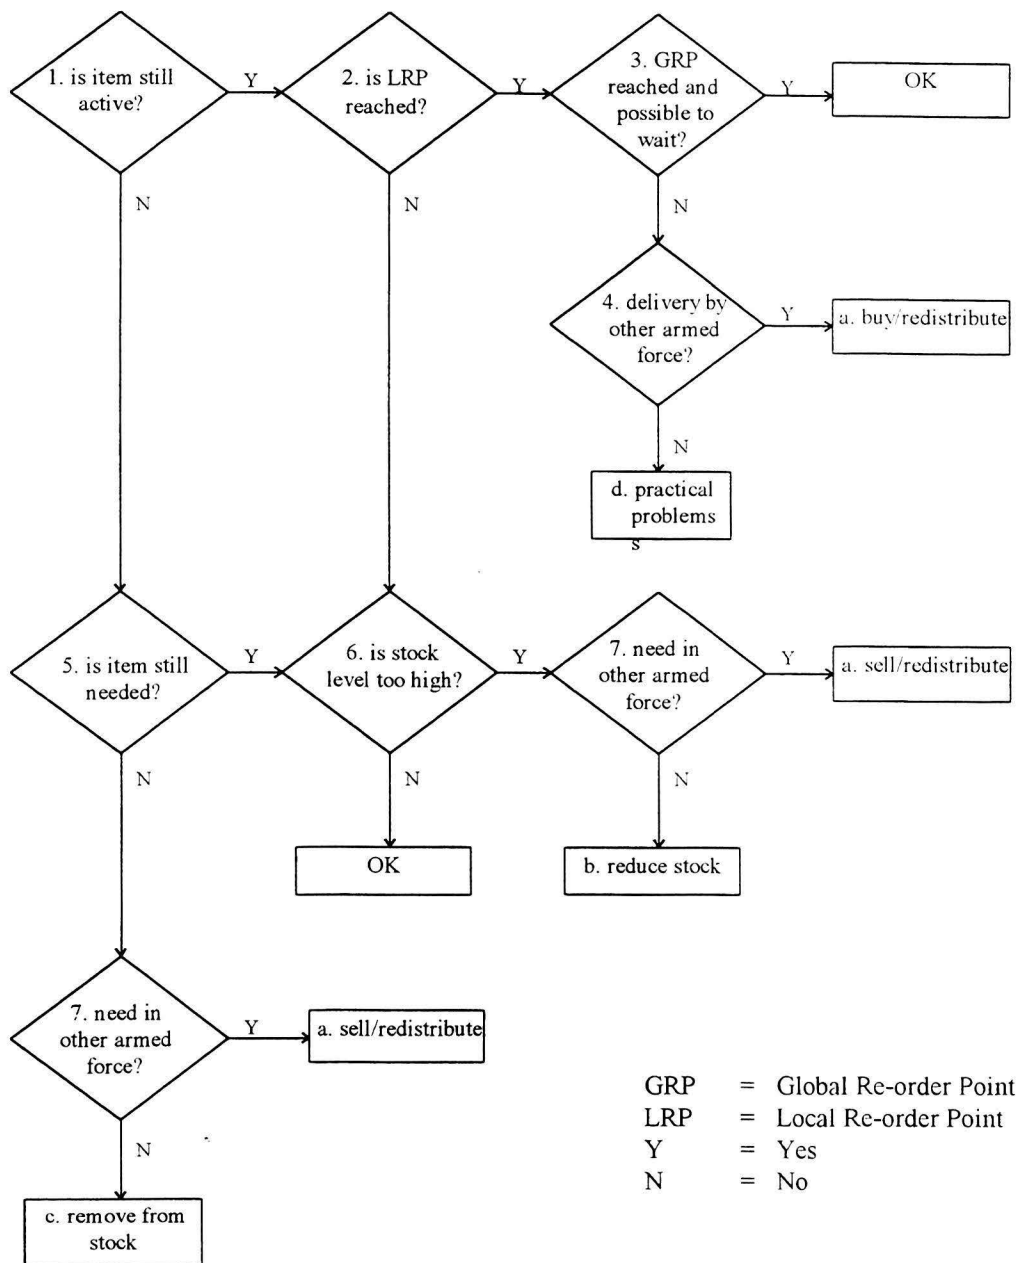 1. is item still
active?
Y
2. is LRP
reached?
Y
3. GRP
reached and
possible to
wait?
Y
OK
N
N
N
4. delivery by
other armed
force?
Y
a. buy/redistribute
N
d. practical
problems
s
5. is item still
needed?
Y
6. is stock
level too high?
Y
7. need in
other armed
force?
Y
a. sell/redistribute
N
N
N
OK
b. reduce stock
7. need in
other armed
force?
Y
a. sell/redistribute
N
c. remove from
stock
GRP = Global Re-order Point
LRP = Local Re-order Point
Y = Yes
N = No